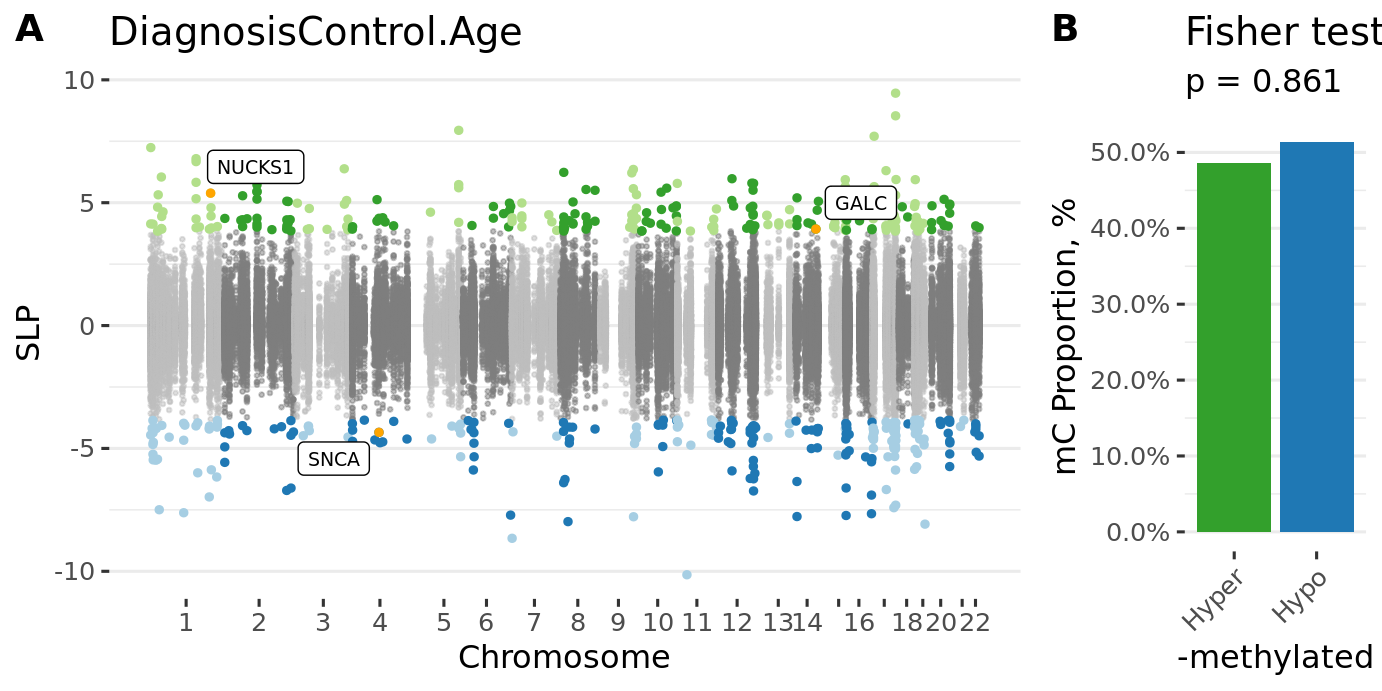 A DiagnosisControl.Age
10
5
0
-5
-10
SLP
NUCKS1
GALC
SNCA
1 2 3 4 5 6 7 8 9 10 11 12 13 14 16 18 20 22
Chromosome
B Fisher test
p = 0.861
50.0%
40.0%
30.0%
20.0%
10.0%
0.0%
mC Proportion, %
Hyper Hypo
-methylated